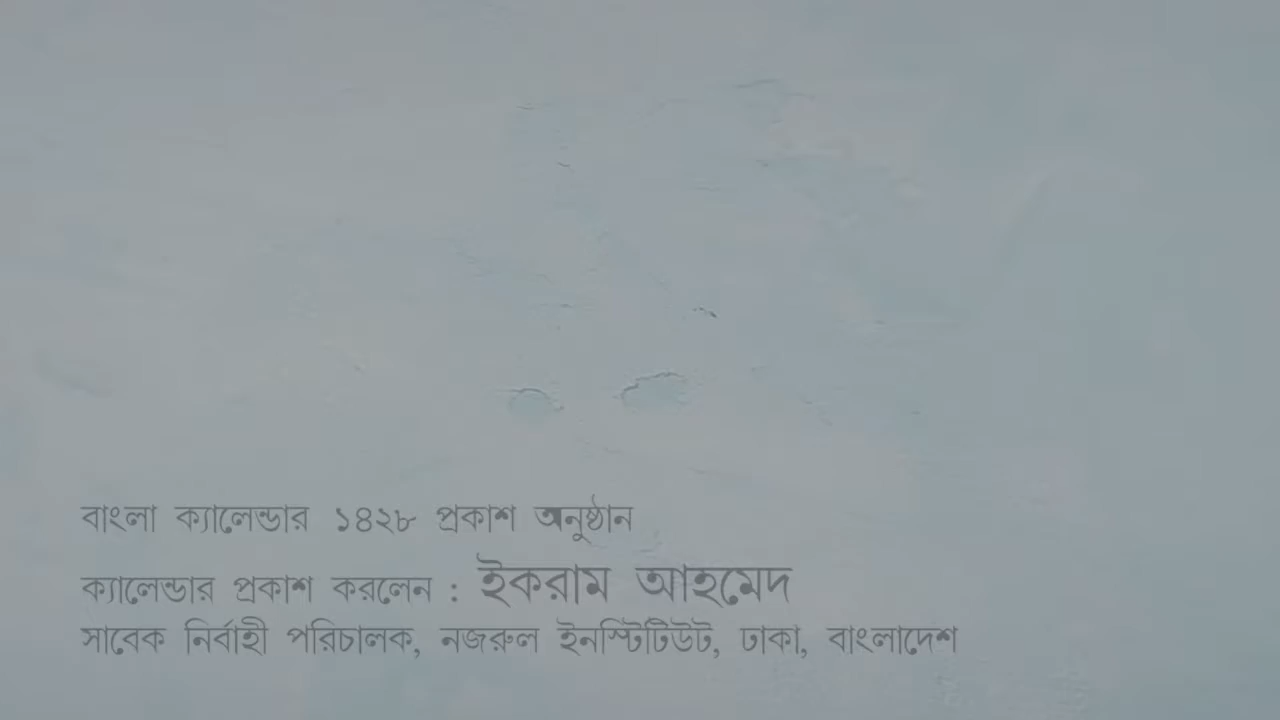 বাংলা ক্যালেন্ডার ১৪২৮ প্রকাশ অনুষ্ঠান
ক্যালেন্ডার প্রকাশ করলেন : ইকরাম আহমেদ
সাবেক নির্বাহী পরিচালক, নজরুল ইনস্টিটিউট, ঢাকা, বাংলাদেশ